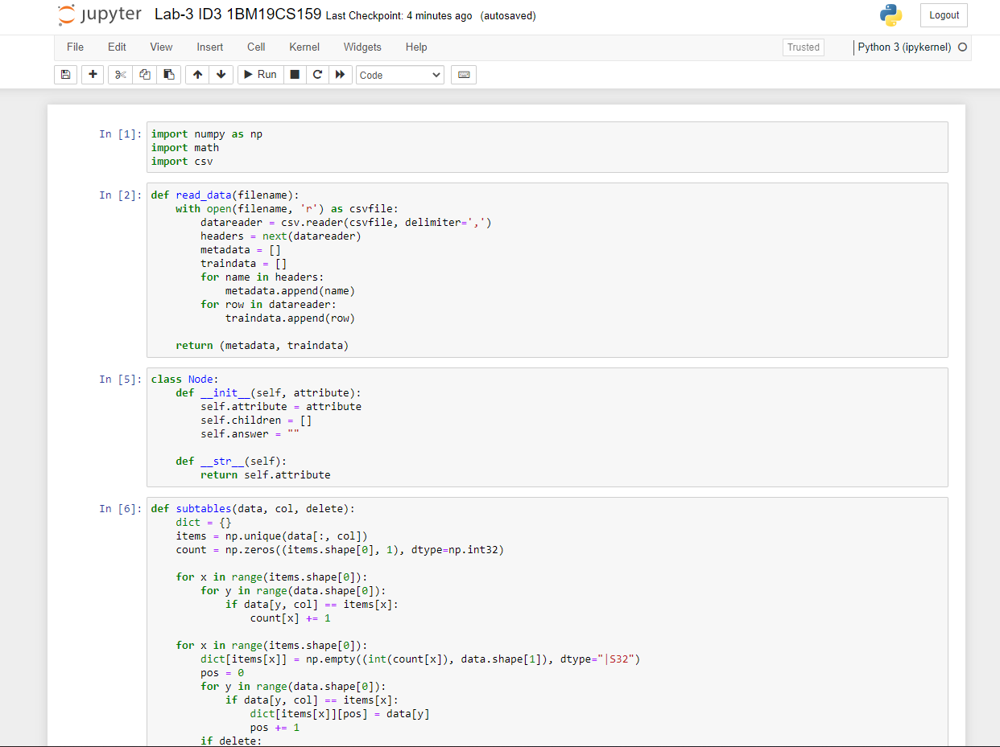 jupyter Lab-3 ID3 1BM19CS159 Last Checkpoint: 4 minutes ago (autosaved) Logout
File Edit View Insert Cell Kernel Widgets Help Trusted Python 3 (ipykernel)
Run Code
In [1]: import numpy as np
import math
import csv
In [2]: def read_data(filename):
    with open(filename, 'r') as csvfile:
        datareader = csv.reader(csvfile, delimiter=',')
        headers = next(datareader)
        metadata = []
        traindata = []
        for name in headers:
            metadata.append(name)
        for row in datareader:
            traindata.append(row)
    return (metadata, traindata)
In [5]: class Node:
    def __init__(self, attribute):
        self.attribute = attribute
        self.children = []
        self.answer = ""
    def __str__(self):
        return self.attribute
In [6]: def subtables(data, col, delete):
    dict = {}
    items = np.unique(data[:, col])
    count = np.zeros((items.shape[0], 1), dtype=np.int32)
    for x in range(items.shape[0]):
        for y in range(data.shape[0]):
            if data[y, col] == items[x]:
                count[x] += 1
    for x in range(items.shape[0]):
        dict[items[x]] = np.empty((int(count[x]), data.shape[1]), dtype="|S32")
        pos = 0
        for y in range(data.shape[0]):
            if data[y, col] == items[x]:
                dict[items[x]][pos] = data[y]
                pos += 1
        if delete: